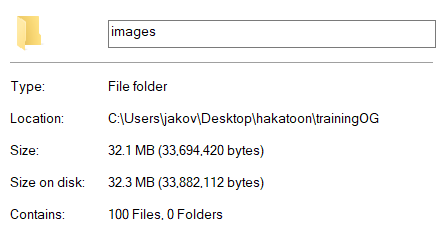 images
Type: File folder
Location: C:\Users\jakov\Desktop\hakatoon\trainingOG
Size: 32.1 MB (33,694,420 bytes)
Size on disk: 32.3 MB (33,882,112 bytes)
Contains: 100 Files, 0 Folders